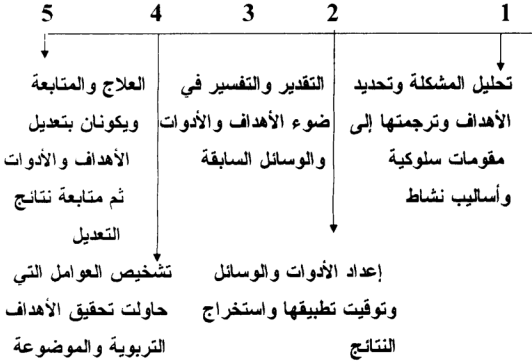 1 2 3 4 5
تحليل المشكلة وتحديد
الأهداف وترجمتها إلى
مقومات سلوكية
وأساليب نشاط
التقدير والتفسير في
ضوء الأهداف والأدوات
والوسائل السابقة
العلاج والمتابعة
ويكونان بتعديل
الأهداف والأدوات
ثم متابعة نتائج
التعديل
إعداد الأدوات والوسائل
وتوقيت تطبيقها واستخراج
النتائج
تشخيص العوامل التي
حاولت تحقيق الأهداف
التربوية والموضوعة